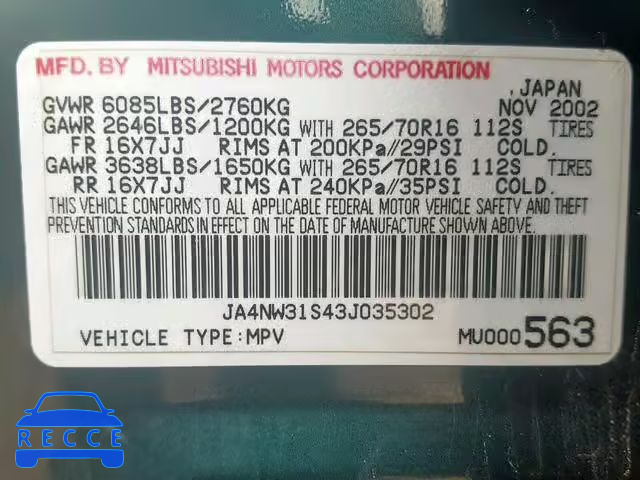 MFD. BY MITSUBISHI MOTORS CORPORATION
, JAPAN
GVWR 6085LBS/2760KG NOV 2002
GAWR 2646LBS/1200KG WITH 265/70R16 112S TIRES
FR 16X7JJ RIMS AT 200KPa//29PSI COLD.
GAWR 3638LBS/1650KG WITH 265/70R16 112S TIRES
RR 16X7JJ RIMS AT 240KPa//35PSI COLD.
THIS VEHICLE CONFORMS TO ALL APPLICABLE FEDERAL MOTOR VEHICLE SAFETY AND THEFT
PREVENTION STANDARDS IN EFFECT ON THE DATE OF MANUFACTURE SHOWN ABOVE.
JA4NW31S43J035302
VEHICLE TYPE:MPV MU000563
RECCE